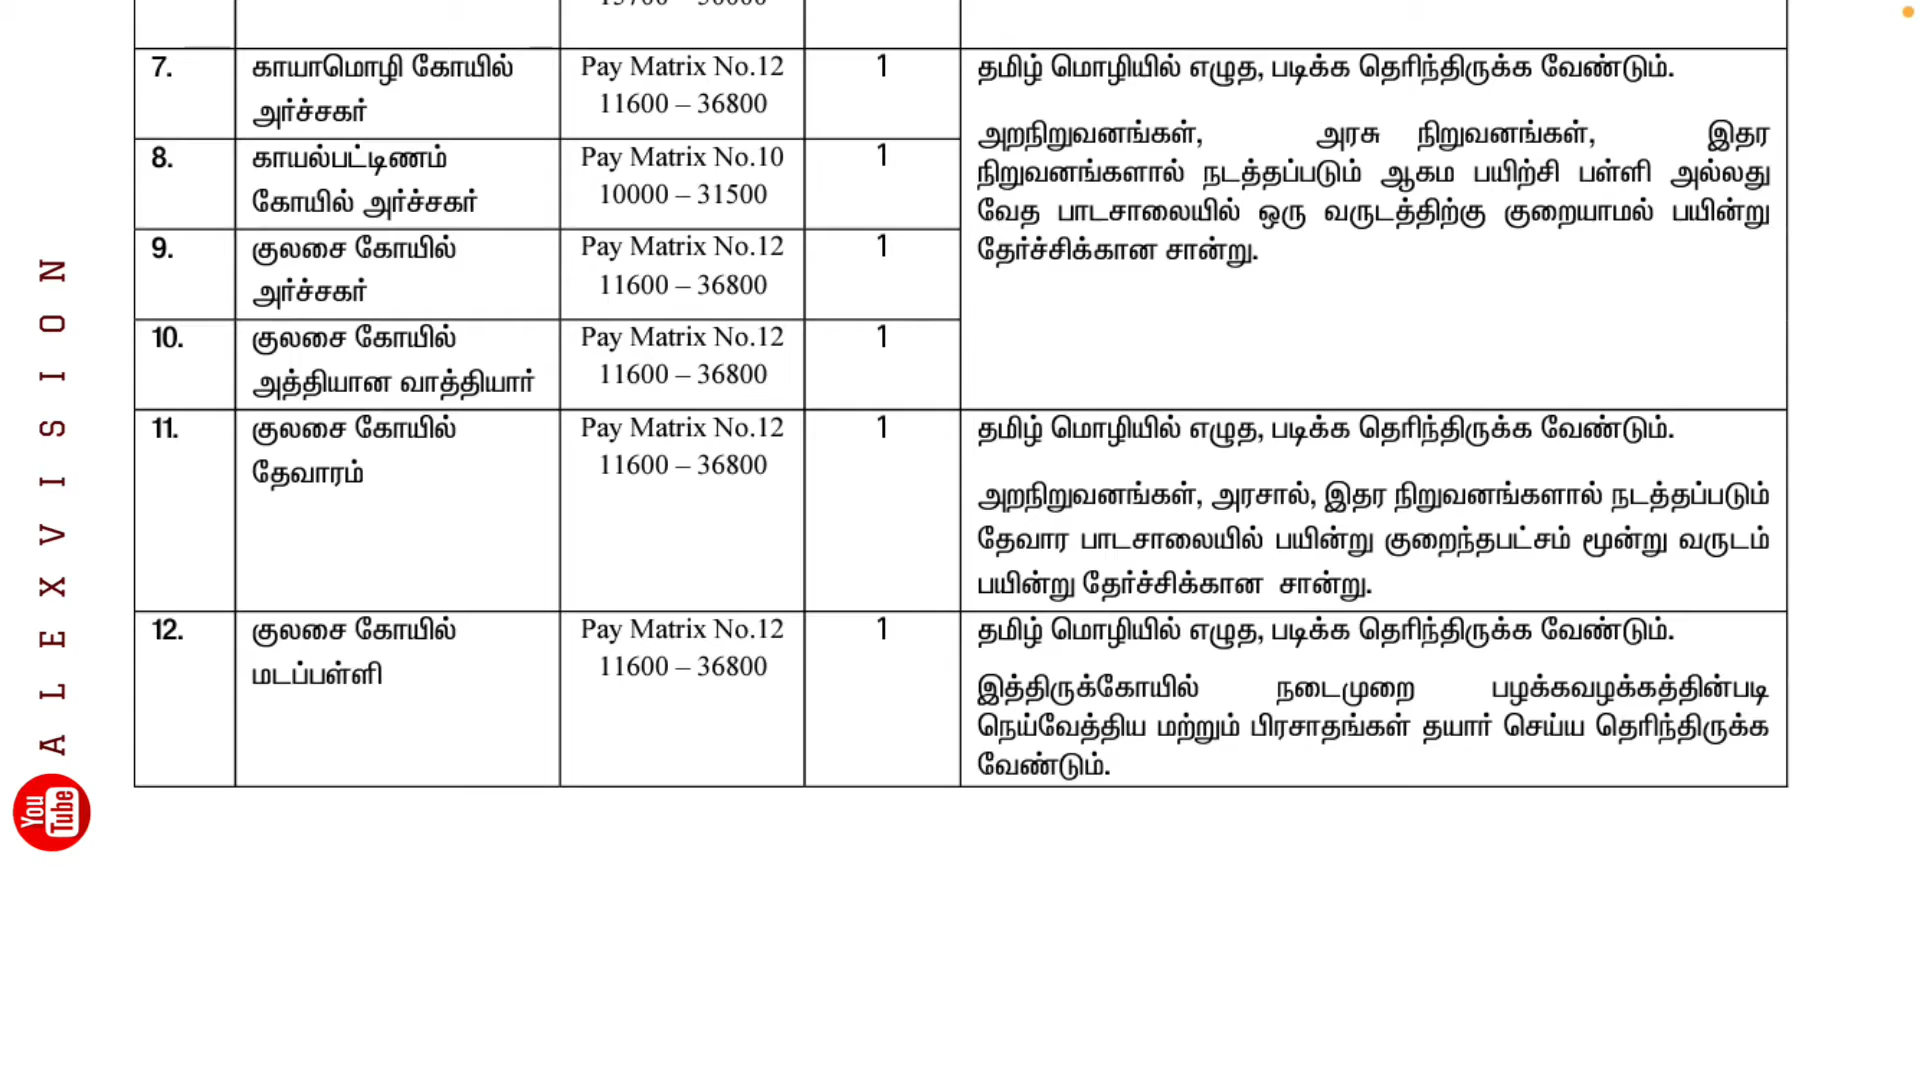 7.
காயாமொழி கோயில்
அர்ச்சகர்
Pay Matrix No.12
11600 – 36800
1
தமிழ் மொழியில் எழுத, படிக்க தெரிந்திருக்க வேண்டும்.
அறநிறுவனங்கள், அரசு நிறுவனங்கள், இதர
நிறுவனங்களால் நடத்தப்படும் ஆகம பயிற்சி பள்ளி அல்லது
வேத பாடசாலையில் ஒரு வருடத்திற்கு குறையாமல் பயின்று
தேர்ச்சிக்கான சான்று.
8.
காயல்பட்டிணம்
கோயில் அர்ச்சகர்
Pay Matrix No.10
10000 – 31500
1
9.
குலசை கோயில்
அர்ச்சகர்
Pay Matrix No.12
11600 – 36800
1
10.
குலசை கோயில்
அத்தியான வாத்தியார்
Pay Matrix No.12
11600 – 36800
1
11.
குலசை கோயில்
தேவாரம்
Pay Matrix No.12
11600 – 36800
1
தமிழ் மொழியில் எழுத, படிக்க தெரிந்திருக்க வேண்டும்.
அறநிறுவனங்கள், அரசால், இதர நிறுவனங்களால் நடத்தப்படும்
தேவார பாடசாலையில் பயின்று குறைந்தபட்சம் மூன்று வருடம்
பயின்று தேர்ச்சிக்கான சான்று.
12.
குலசை கோயில்
மடப்பள்ளி
Pay Matrix No.12
11600 – 36800
1
தமிழ் மொழியில் எழுத, படிக்க தெரிந்திருக்க வேண்டும்.
இத்திருக்கோயில் நடைமுறை பழக்கவழக்கத்தின்படி
நெய்வேத்திய மற்றும் பிரசாதங்கள் தயார் செய்ய தெரிந்திருக்க
வேண்டும்.
ALEX VISION
You
Tube